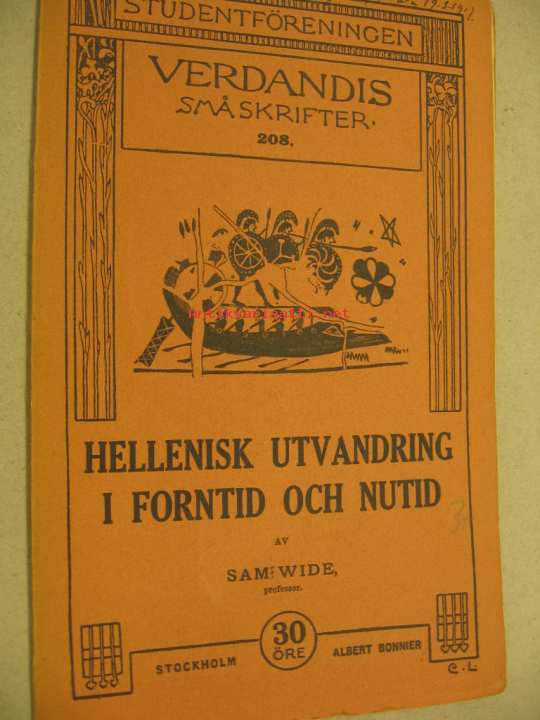 STUDENTFÖRENINGEN
VERDANDIS
SMÅSKRIFTER.
208.
HELLENISK UTVANDRING
I FORNTID OCH NUTID
AV
SAM WIDE,
professor.
30
ÖRE
STOCKHOLM
ALBERT BONNIER
C. L